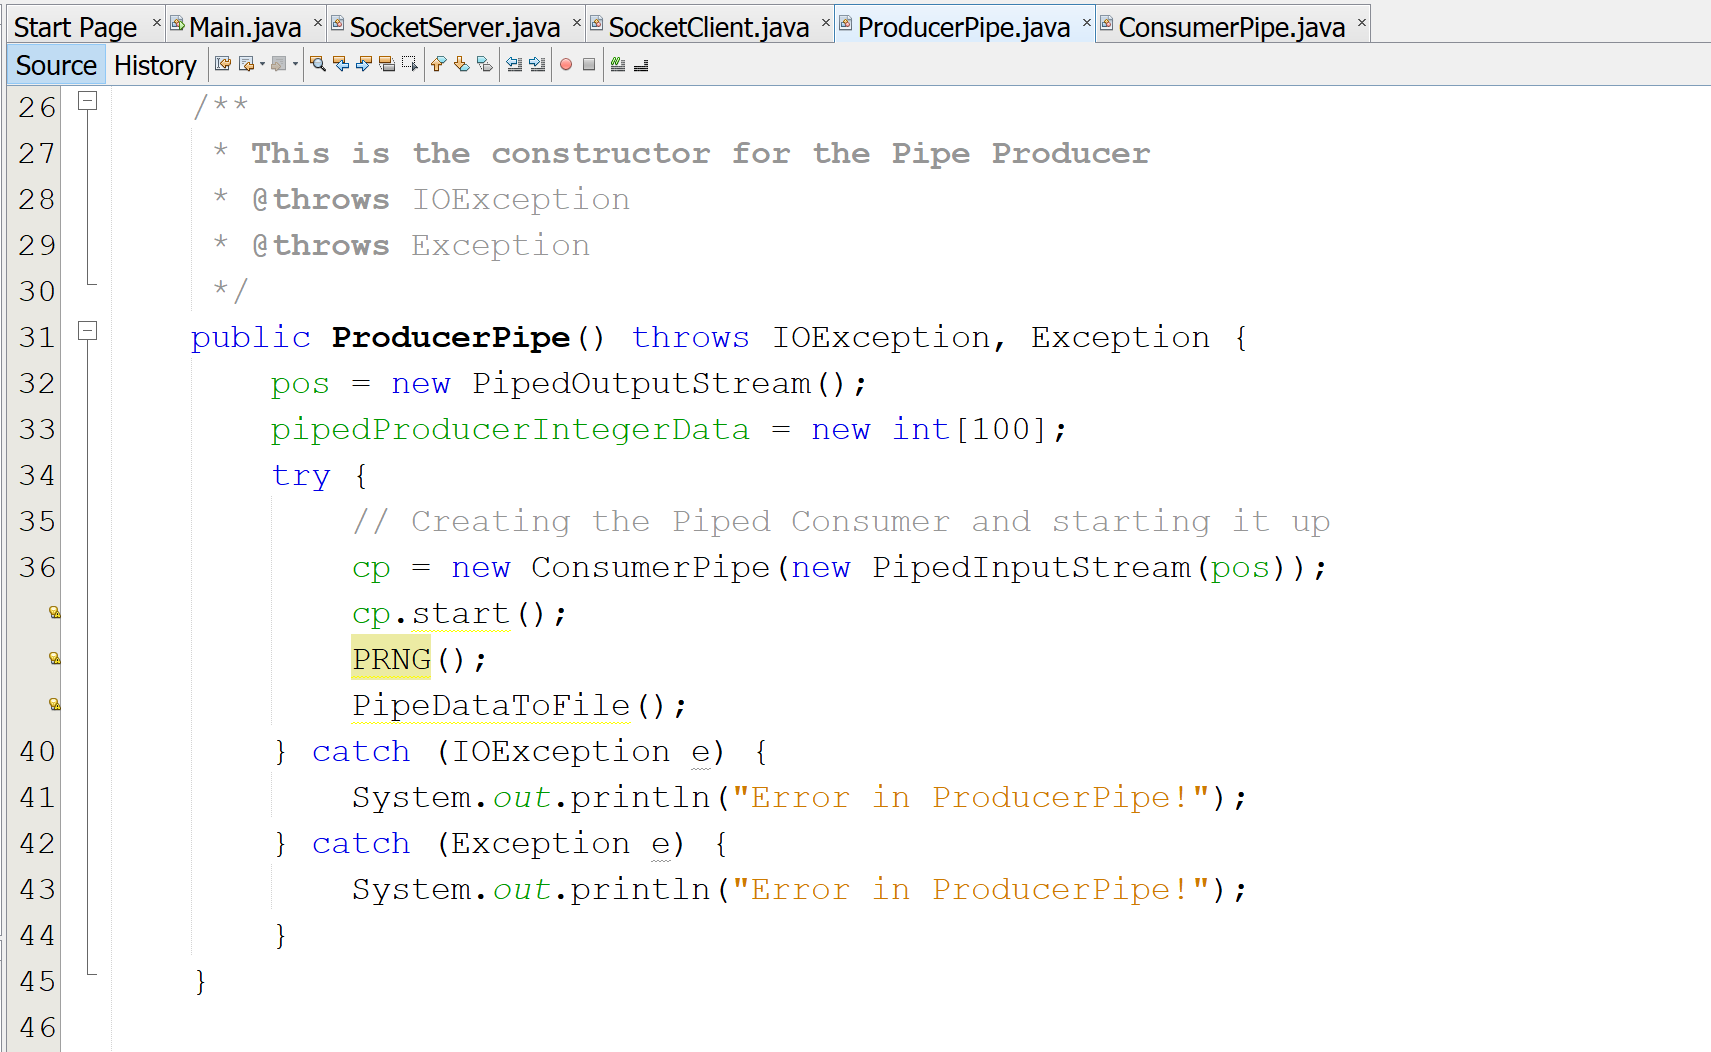 Start Page Main.java SocketServer.java SocketClient.java ProducerPipe.java ConsumerPipe.java
Source History
26 /**
27 * This is the constructor for the Pipe Producer
28 * @throws IOException
29 * @throws Exception
30 */
31 public ProducerPipe() throws IOException, Exception {
32 pos = new PipedOutputStream();
33 pipedProducerIntegerData = new int[100];
34 try {
35 // Creating the Piped Consumer and starting it up
36 cp = new ConsumerPipe(new PipedInputStream(pos));
cp.start();
PRNG();
PipeDataToFile();
40 } catch (IOException e) {
41 System.out.println("Error in ProducerPipe!");
42 } catch (Exception e) {
43 System.out.println("Error in ProducerPipe!");
44 }
45 }
46